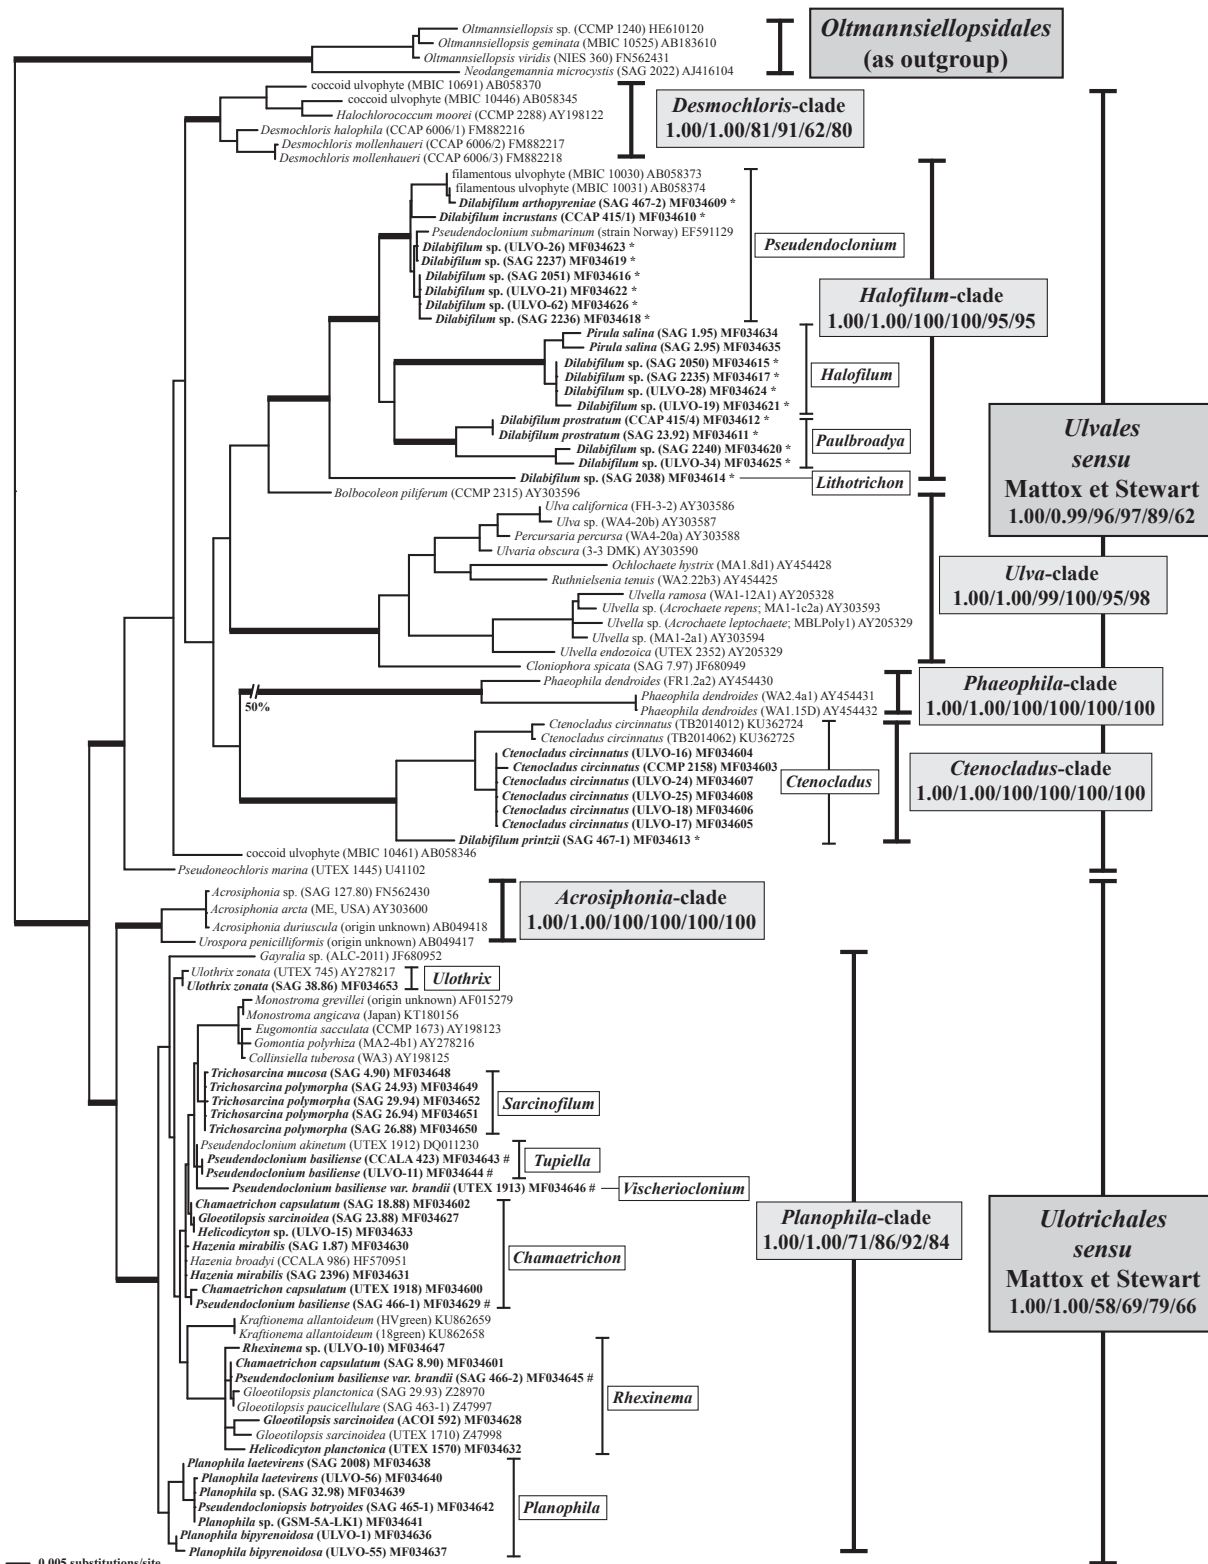 Oltmannsiellopsis sp. (CCMP 1240) HE610120
Oltmannsiellopsis geminata (MBIC 10525) AB183610
Oltmannsiellopsis viridis (NIES 360) FN562431
Neodangemannia microcystis (SAG 2022) AJ416104
Oltmannsiellopsidales
(as outgroup)
coccoid ulvophyte (MBIC 10691) AB058370
coccoid ulvophyte (MBIC 10446) AB058345
Halochlorococcum moorei (CCMP 2288) AY198122
Desmochloris halophila (CCAP 6006/1) FM882216
Desmochloris mollenhaueri (CCAP 6006/2) FM882217
Desmochloris mollenhaueri (CCAP 6006/3) FM882218
Desmochloris-clade
1.00/1.00/81/91/62/80
filamentous ulvophyte (MBIC 10030) AB058373
filamentous ulvophyte (MBIC 10031) AB058374
Dilabifilum arthopyreniae (SAG 467-2) MF034609 *
Dilabifilum incrustans (CCAP 415/1) MF034610 *
Pseudendoclonium submarinum (strain Norway) EF591129
Dilabifilum sp. (ULVO-26) MF034623 *
Dilabifilum sp. (SAG 2237) MF034619 *
Dilabifilum sp. (SAG 2051) MF034616 *
Dilabifilum sp. (ULVO-21) MF034622 *
Dilabifilum sp. (ULVO-62) MF034626 *
Dilabifilum sp. (SAG 2236) MF034618 *
Pseudendoclonium
Pirula salina (SAG 1.95) MF034634
Pirula salina (SAG 2.95) MF034635
Dilabifilum sp. (SAG 2050) MF034615 *
Dilabifilum sp. (SAG 2235) MF034617 *
Dilabifilum sp. (ULVO-28) MF034624 *
Dilabifilum sp. (ULVO-19) MF034621 *
Halofilum
Dilabifilum prostratum (CCAP 415/4) MF034612 *
Dilabifilum prostratum (SAG 23.92) MF034611 *
Dilabifilum sp. (SAG 2240) MF034620 *
Dilabifilum sp. (ULVO-34) MF034625 *
Paulbroadya
Dilabifilum sp. (SAG 2038) MF034614 *
Lithotrichon
Halofilum-clade
1.00/1.00/100/100/95/95
Bolbocoleon piliferum (CCMP 2315) AY303596
Ulva californica (FH-3-2) AY303586
Ulva sp. (WA4-20b) AY303587
Percursaria percursa (WA4-20a) AY303588
Ulvaria obscura (3-3 DMK) AY303590
Ochlochaete hystrix (MA1.8d1) AY454428
Ruthnielsenia tenuis (WA2.22b3) AY454425
Ulvella ramosa (WA1-12A1) AY205328
Ulvella sp. (Acrochaete repens; MA1-1c2a) AY303593
Ulvella sp. (Acrochaete leptochaete; MBLPoly1) AY205329
Ulvella sp. (MA1-2a1) AY303594
Ulvella endozoica (UTEX 2352) AY205329
Cloniophora spicata (SAG 7.97) JF680949
Ulva-clade
1.00/1.00/99/100/95/98
Ulvales
sensu
Mattox et Stewart
1.00/0.99/96/97/89/62
50%
Phaeophila dendroides (FR1.2a2) AY454430
Phaeophila dendroides (WA2.4a1) AY454431
Phaeophila dendroides (WA1.15D) AY454432
Phaeophila-clade
1.00/1.00/100/100/100/100
Ctenocladus circinnatus (TB2014012) KU362724
Ctenocladus circinnatus (TB2014062) KU362725
Ctenocladus circinnatus (ULVO-16) MF034604
Ctenocladus circinnatus (CCMP 2158) MF034603
Ctenocladus circinnatus (ULVO-24) MF034607
Ctenocladus circinnatus (ULVO-25) MF034608
Ctenocladus circinnatus (ULVO-18) MF034606
Ctenocladus circinnatus (ULVO-17) MF034605
Dilabifilum printzii (SAG 467-1) MF034613 *
Ctenocladus
Ctenocladus-clade
1.00/1.00/100/100/100/100
coccoid ulvophyte (MBIC 10461) AB058346
Pseudoneochloris marina (UTEX 1445) U41102
Acrosiphonia sp. (SAG 127.80) FN562430
Acrosiphonia arcta (ME, USA) AY303600
Acrosiphonia duriuscula (origin unknown) AB049418
Urospora penicilliformis (origin unknown) AB049417
Acrosiphonia-clade
1.00/1.00/100/100/100/100
Gayralia sp. (ALC-2011) JF680952
Ulothrix zonata (UTEX 745) AY278217
Ulothrix zonata (SAG 38.86) MF034653
Ulothrix
Monostroma grevillei (origin unknown) AF015279
Monostroma angicava (Japan) KT180156
Eugomontia sacculata (CCMP 1673) AY198123
Gomontia polyrhiza (MA2-4b1) AY278216
Collinsiella tuberosa (WA3) AY198125
Trichosarcina mucosa (SAG 4.90) MF034648
Trichosarcina polymorpha (SAG 24.93) MF034649
Trichosarcina polymorpha (SAG 29.94) MF034652
Trichosarcina polymorpha (SAG 26.94) MF034651
Trichosarcina polymorpha (SAG 26.88) MF034650
Sarcinofilum
Pseudendoclonium akinetum (UTEX 1912) DQ011230
Pseudendoclonium basiliense (CCALA 423) MF034643 #
Pseudendoclonium basiliense (ULVO-11) MF034644 #
Tupiella
Pseudendoclonium basiliense var. brandii (UTEX 1913) MF034646 #
Vischerioclonium
Chamaetrichon capsulatum (SAG 18.88) MF034602
Gloeotilopsis sarcinoidea (SAG 23.88) MF034627
Helicodicyton sp. (ULVO-15) MF034633
Hazenia mirabilis (SAG 1.87) MF034630
Hazenia broadyi (CCALA 986) HF570951
Hazenia mirabilis (SAG 2396) MF034631
Chamaetrichon capsulatum (UTEX 1918) MF034600
Pseudendoclonium basiliense (SAG 466-1) MF034629 #
Chamaetrichon
Planophila-clade
1.00/1.00/71/86/92/84
Ulotrichales
sensu
Mattox et Stewart
1.00/1.00/58/69/79/66
Kraftionema allantoideum (HVgreen) KU862659
Kraftionema allantoideum (18green) KU862658
Rhexinema sp. (ULVO-10) MF034647
Chamaetrichon capsulatum (SAG 8.90) MF034601
Pseudendoclonium basiliense var. brandii (SAG 466-2) MF034645 #
Gloeotilopsis planctonica (SAG 29.93) Z28970
Gloeotilopsis paucicellulare (SAG 463-1) Z47997
Gloeotilopsis sarcinoidea (ACOI 592) MF034628
Gloeotilopsis sarcinoidea (UTEX 1710) Z47998
Helicodicyton planctonica (UTEX 1570) MF034632
Rhexinema
Planophila laetevirens (SAG 2008) MF034638
Planophila laetevirens (ULVO-56) MF034640
Planophila sp. (SAG 32.98) MF034639
Pseudendocloniopsis botryoides (SAG 465-1) MF034642
Planophila sp. (GSM-5A-LK1) MF034641
Planophila bipyrenoidosa (ULVO-1) MF034636
Planophila bipyrenoidosa (ULVO-55) MF034637
Planophila
0.005 substitutions/site